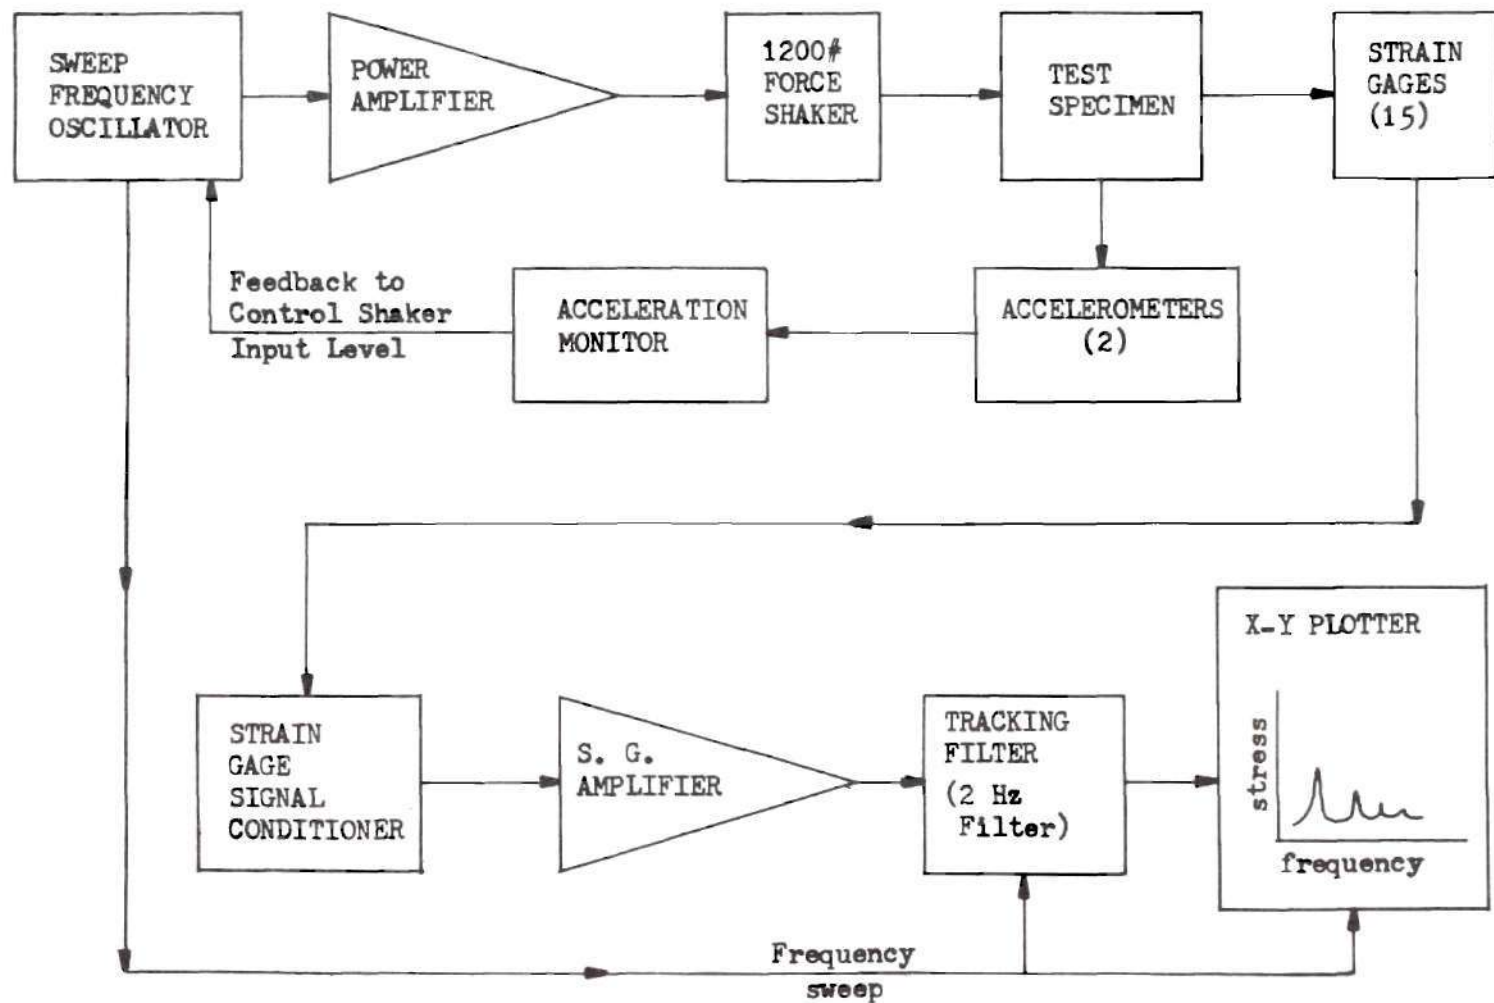 SWEEP
FREQUENCY
OSCILLATOR
POWER
AMPLIFIER
1200#
FORCE
SHAKER
TEST
SPECIMEN
STRAIN
GAGES
(15)
Feedback to
Control Shaker
Input Level
ACCELERATION
MONITOR
ACCELEROMETERS
(2)
STRAIN
GAGE
SIGNAL
CONDITIONER
S. G.
AMPLIFIER
TRACKING
FILTER
(2 Hz
Filter)
X-Y PLOTTER
stress
frequency
Frequency
sweep